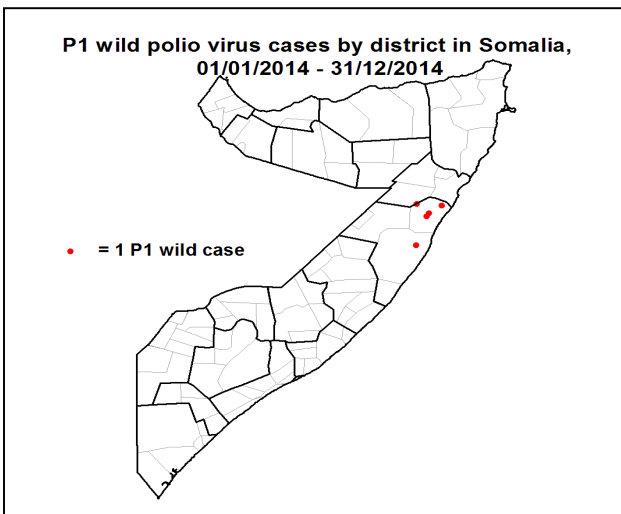 P1 wild polio virus cases by district in Somalia,
01/01/2014 - 31/12/2014
= 1 P1 wild case